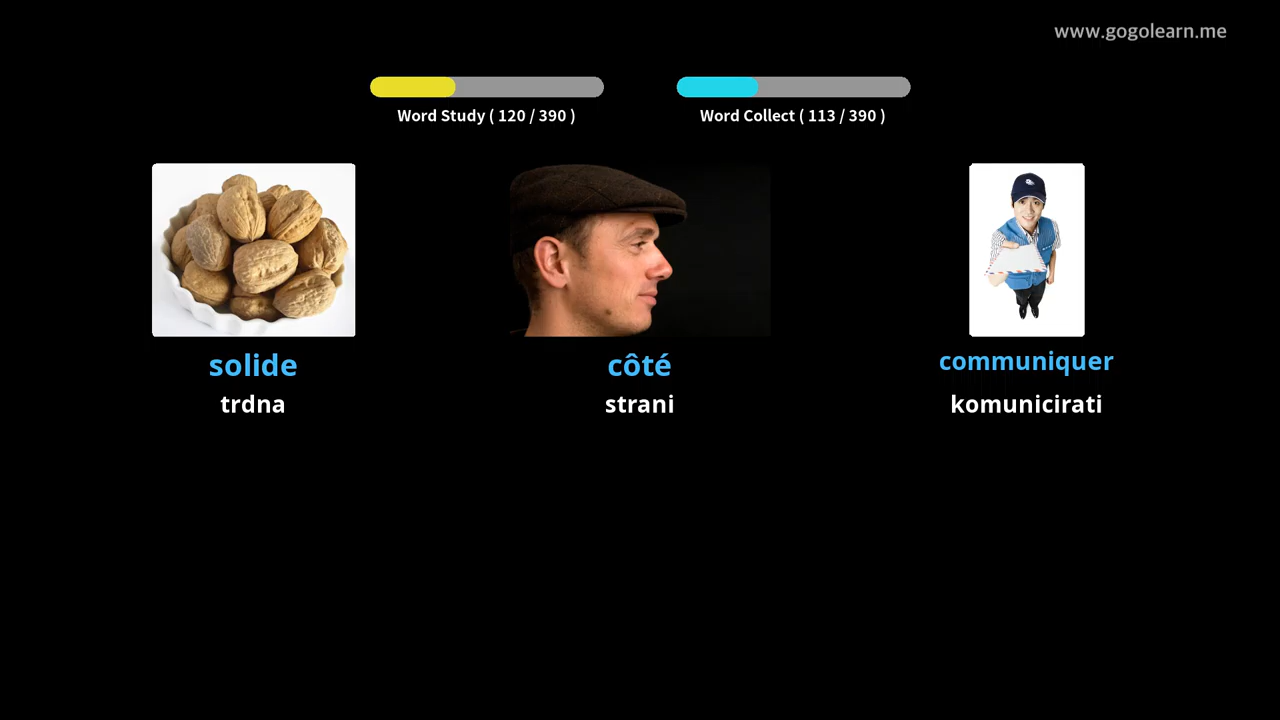 www.gogolearn.me
Word Study ( 120 / 390 )
Word Collect ( 113 / 390 )
solide
côté
communiquer
trdna
strani
komunicirati